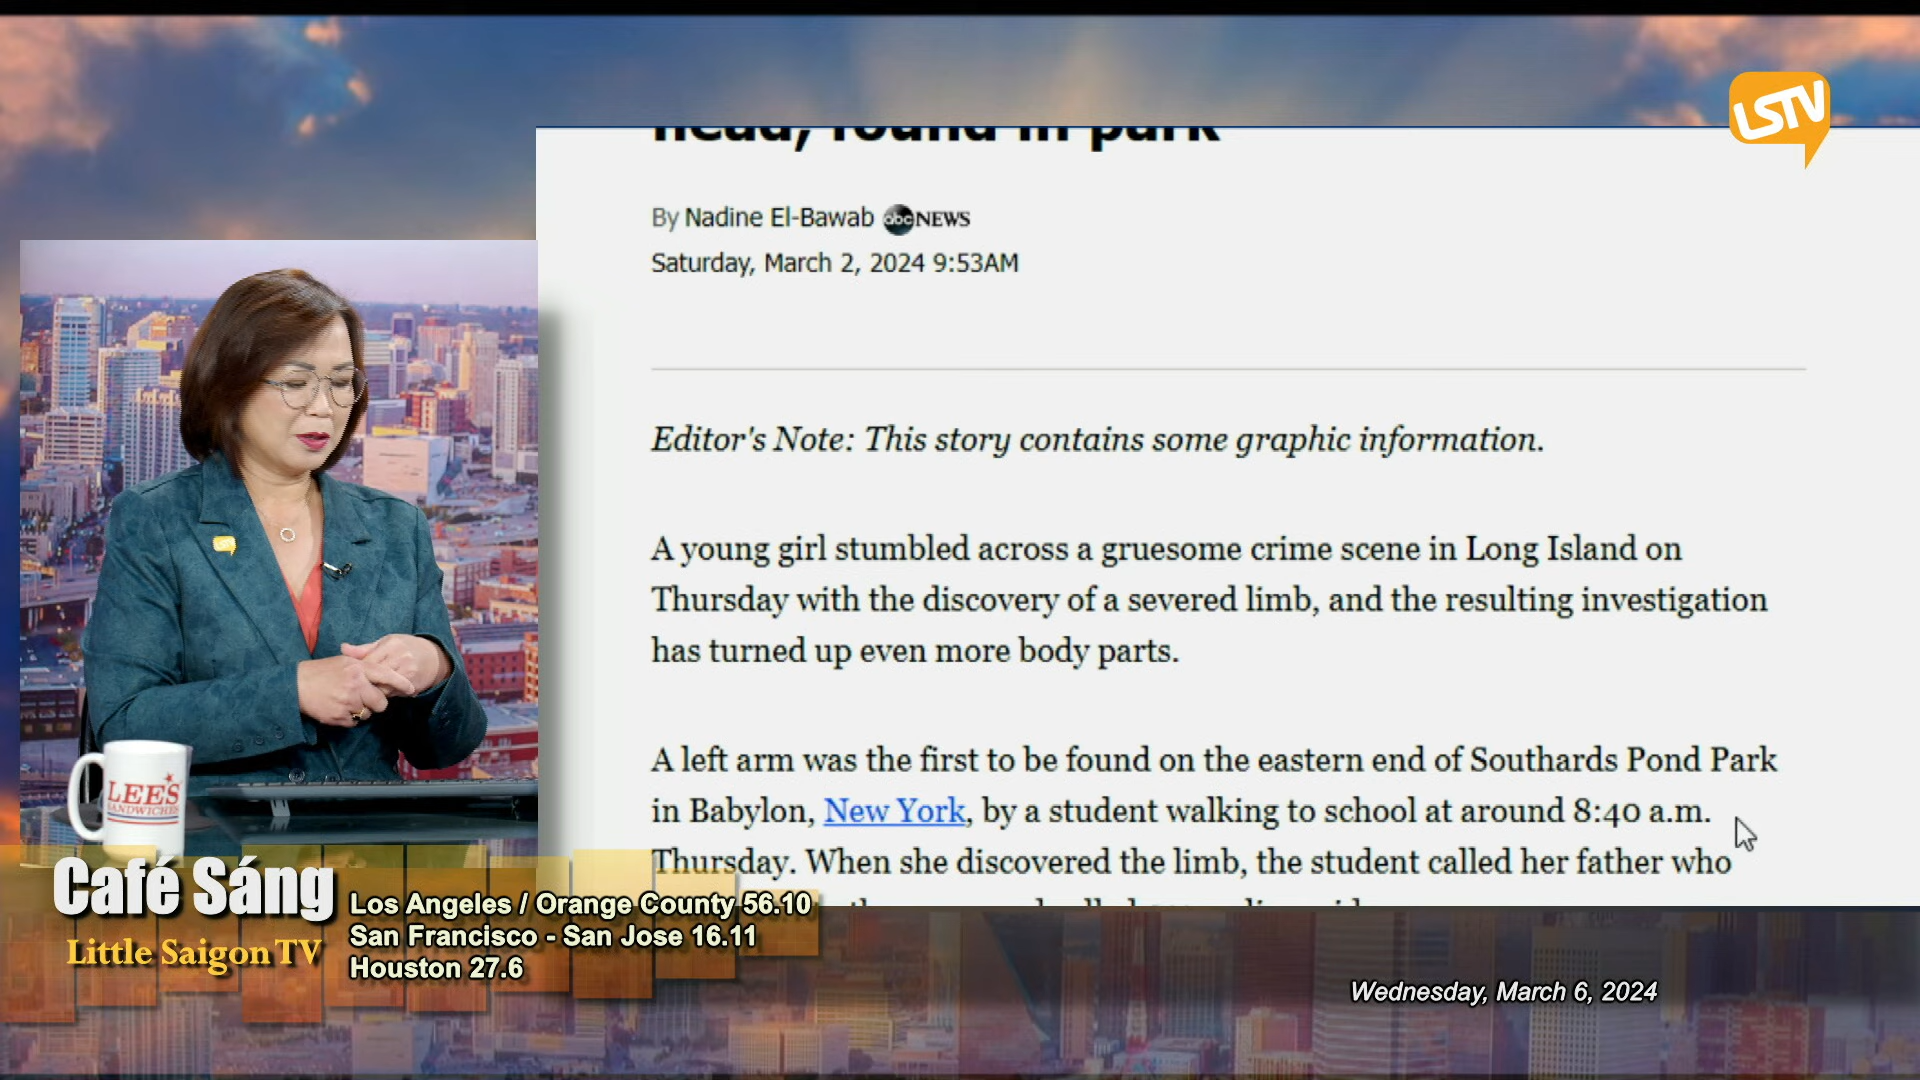 LSTV
head, found in park
By Nadine El-Bawab abc NEWS
Saturday, March 2, 2024 9:53AM
Editor's Note: This story contains some graphic information.
A young girl stumbled across a gruesome crime scene in Long Island on
Thursday with the discovery of a severed limb, and the resulting investigation
has turned up even more body parts.
A left arm was the first to be found on the eastern end of Southards Pond Park
in Babylon, New York, by a student walking to school at around 8:40 a.m.
Thursday. When she discovered the limb, the student called her father who
LSTV
LEE'S
SANDWICHES
Café Sáng
Little Saigon TV
Los Angeles / Orange County 56.10
San Francisco - San Jose 16.11
Houston 27.6
Wednesday, March 6, 2024